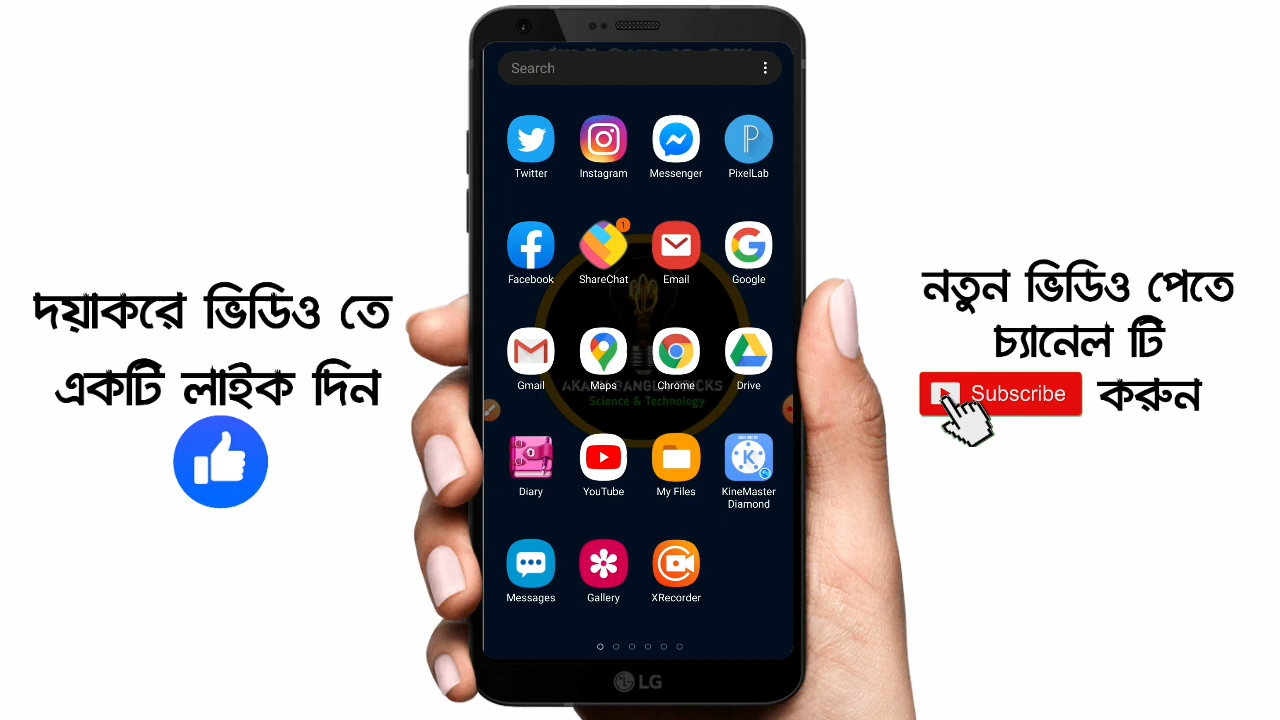 Search
Twitter
Instagram
Messenger
PixelLab
Facebook
ShareChat
1
Email
Google
Gmail
Maps
Chrome
Drive
Science & Technology
Diary
YouTube
My Files
KineMaster
Diamond
Messages
Gallery
XRecorder
LG
দয়াকরে ভিডিও তে
একটি লাইক দিন
নতুন ভিডিও পেতে
চ্যানেল টি
Subscribe করুন